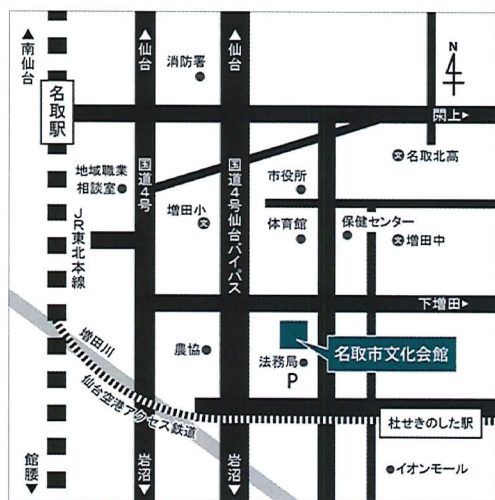 ▲南仙台
▲仙台
▲仙台
消防署
N
名取駅
閖上▶
国道4号
国道4号仙台バイパス
文名取北高
地域職業
相談室
市役所
JR東北本線
増田小
文
体育館
保健センター
文増田中
下増田▶
増田川
農協
法務局
P
名取市文化会館
仙台空港アクセス鉄道
杜せきのした駅
館腰▼
岩沼▼
岩沼▼
イオンモール